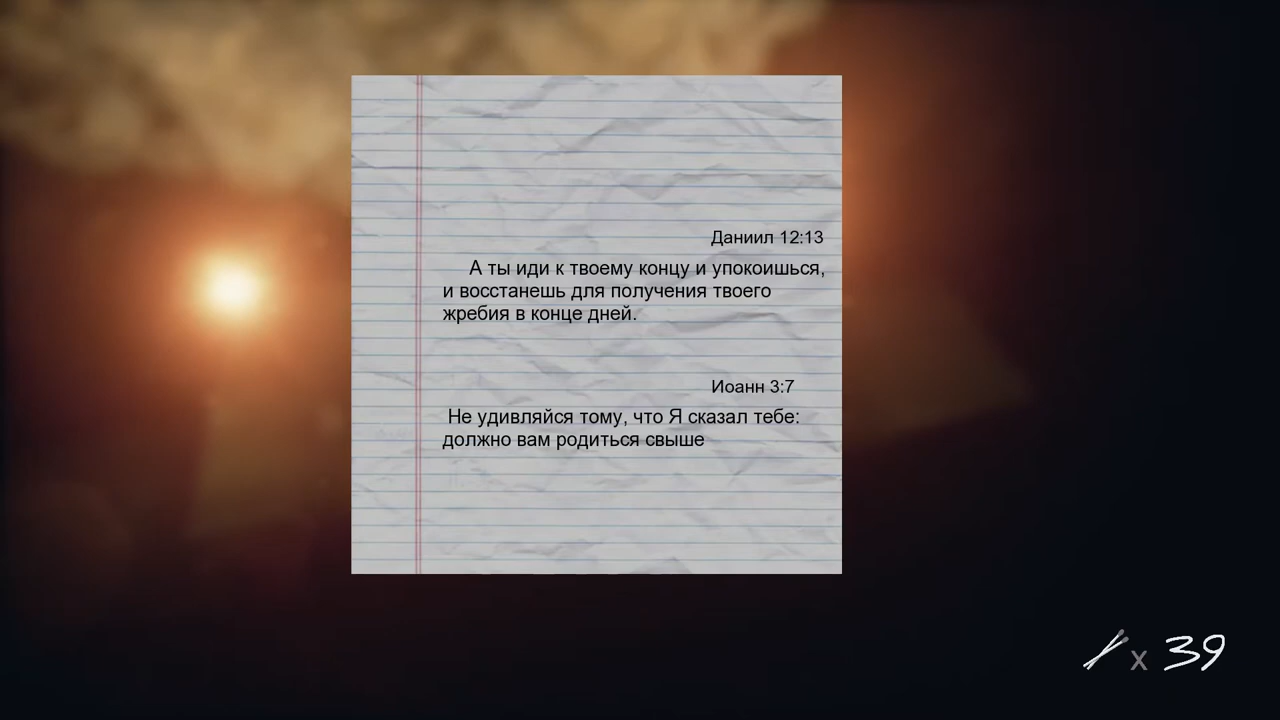 Даниил 12:13
А ты иди к твоему концу и упокоишься,
и восстанешь для получения твоего
жребия в конце дней.
Иоанн 3:7
Не удивляйся тому, что Я сказал тебе:
должно вам родиться свыше
x 39